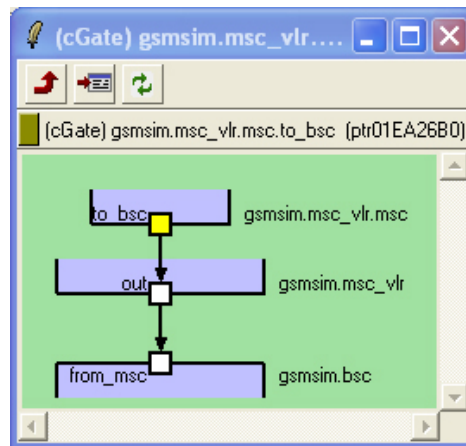 (cGate) gsmsim.msc_vlr....
(cGate) gsmsim.msc_vlr.msc.to_bsc (ptr01EA26B0)
to_bsc gsmsim.msc_vlr.msc
out gsmsim.msc_vlr
from_msc gsmsim.bsc